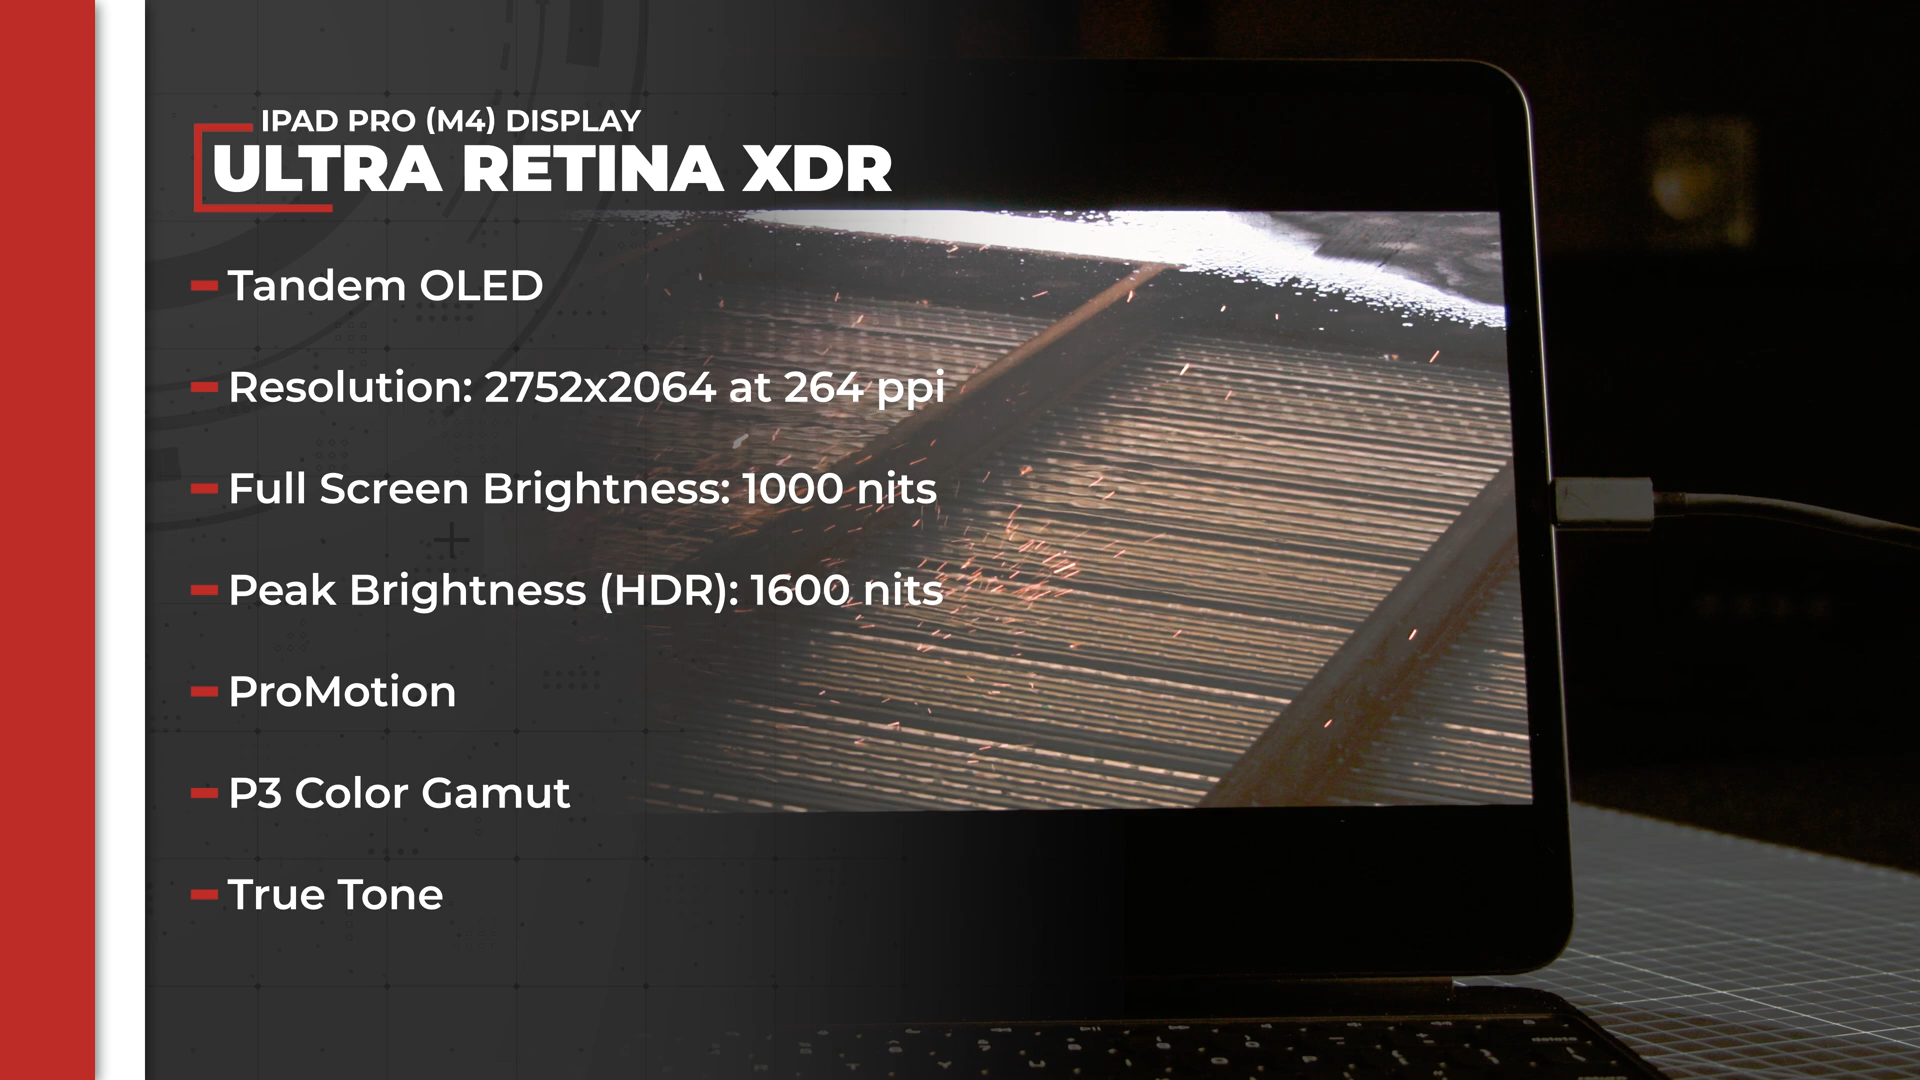 IPAD PRO (M4) DISPLAY
ULTRA RETINA XDR
Tandem OLED
Resolution: 2752x2064 at 264 ppi
Full Screen Brightness: 1000 nits
Peak Brightness (HDR): 1600 nits
ProMotion
P3 Color Gamut
True Tone
delete